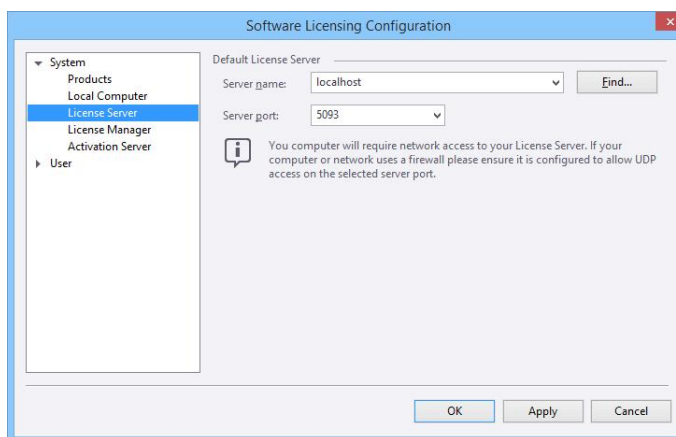 Software Licensing Configuration
System
Products
Local Computer
License Server
License Manager
Activation Server
User
Default License Server
Server name:
localhost
Find...
Server port:
5093
You computer will require network access to your License Server. If your
computer or network uses a firewall please ensure it is configured to allow UDP
access on the selected server port.
OK
Apply
Cancel